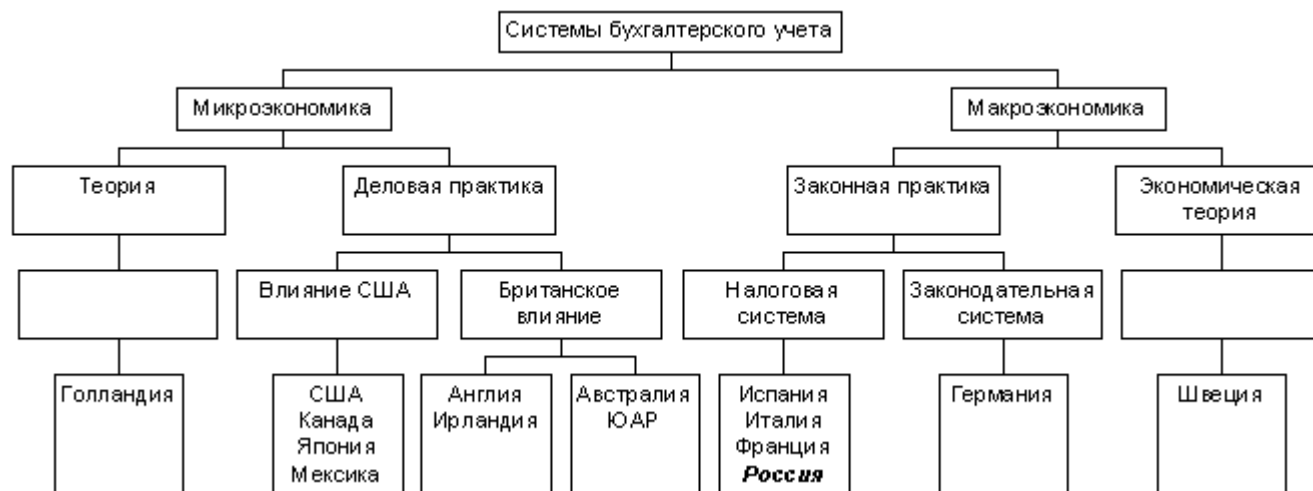 Системы бухгалтерского учета
Микроэкономика
Макроэкономика
Теория
Деловая практика
Законная практика
Экономическая
теория
Влияние США
Британское
влияние
Налоговая
система
Законодательная
система
Голландия
США
Канада
Япония
Мексика
Англия
Ирландия
Австралия
ЮАР
Испания
Италия
Франция
Россия
Германия
Швеция